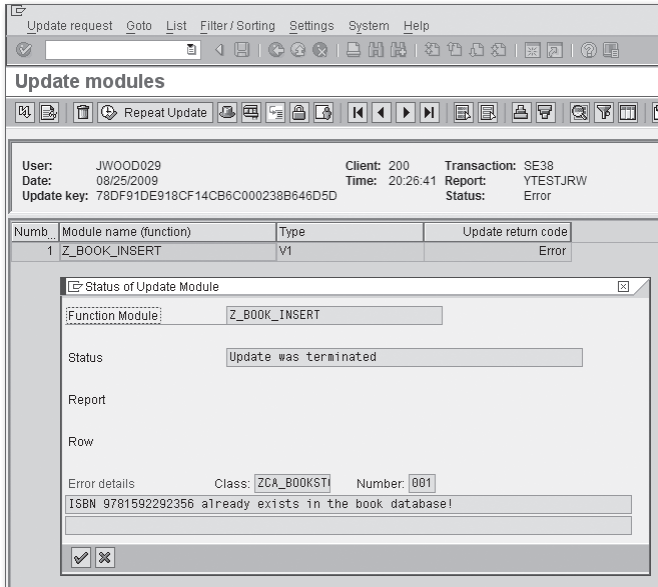 Update request Goto List Filter / Sorting Settings System Help
Update modules
Repeat Update
User: JWOOD029 Client: 200 Transaction: SE38
Date: 08/25/2009 Time: 20:26:41 Report: YTESTJRW
Update key: 78DF91DE918CF14CB6C000238B646D5D Status: Error
Numb... Module name (function) Type Update return code
1 Z_BOOK_INSERT V1 Error
Status of Update Module
Function Module Z_BOOK_INSERT
Status Update was terminated
Report
Row
Error details Class: ZCA_BOOKST Number: 001
ISBN 9781592292356 already exists in the book database!